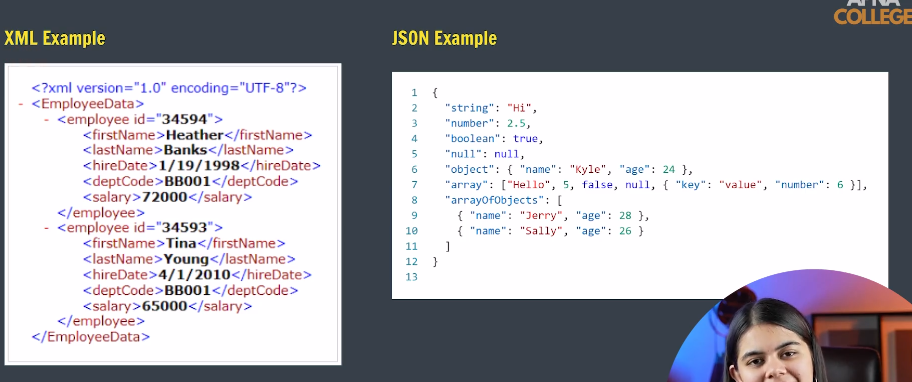 APNA
COLLEGE
XML Example
<?xml version="1.0" encoding="UTF-8"?>
- <EmployeeData>
- <employee id="34594">
<firstName>Heather</firstName>
<lastName>Banks</lastName>
<hireDate>1/19/1998</hireDate>
<deptCode>BB001</deptCode>
<salary>72000</salary>
</employee>
- <employee id="34593">
<firstName>Tina</firstName>
<lastName>Young</lastName>
<hireDate>4/1/2010</hireDate>
<deptCode>BB001</deptCode>
<salary>65000</salary>
</employee>
</EmployeeData>
JSON Example
1 {
2 "string": "Hi",
3 "number": 2.5,
4 "boolean": true,
5 "null": null,
6 "object": { "name": "Kyle", "age": 24 },
7 "array": ["Hello", 5, false, null, { "key": "value", "number": 6 }],
8 "arrayOfObjects": [
9 { "name": "Jerry", "age": 28 },
10 { "name": "Sally", "age": 26 }
11 ]
12 }
13